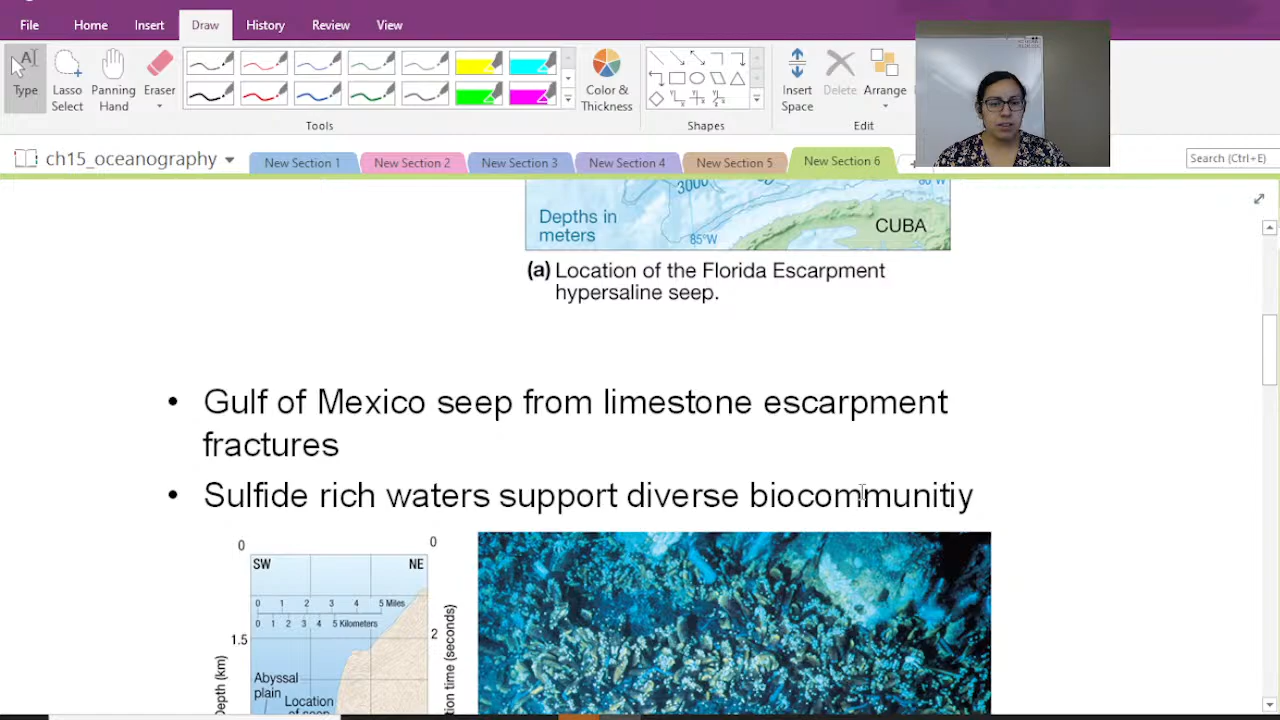 File Home Insert Draw History Review View
Type
Lasso Select
Panning Hand
Eraser
Color & Thickness
Insert Space
Delete
Arrange
Tools
Shapes
Edit
ch15_oceanography
New Section 1
New Section 2
New Section 3
New Section 4
New Section 5
New Section 6
Search (Ctrl+E)
3000
Depths in
meters
85°W
CUBA
(a) Location of the Florida Escarpment
hypersaline seep.
• Gulf of Mexico seep from limestone escarpment
fractures
• Sulfide rich waters support diverse biocommunitiy
0
0
SW NE
0 1 2 3 4 5 Miles
0 1 2 3 4 5 Kilometers
1.5
2
Depth (km)
time (seconds)
Abyssal
plain
Location
of seep